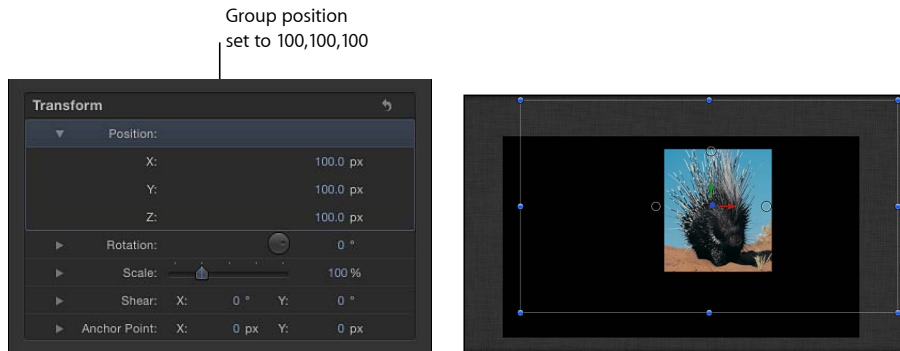 Group position
set to 100,100,100
Transform
Position:
X: 100.0 px
Y: 100.0 px
Z: 100.0 px
Rotation: 0 °
Scale: 100 %
Shear: X: 0 ° Y: 0 °
Anchor Point: X: 0 px Y: 0 px